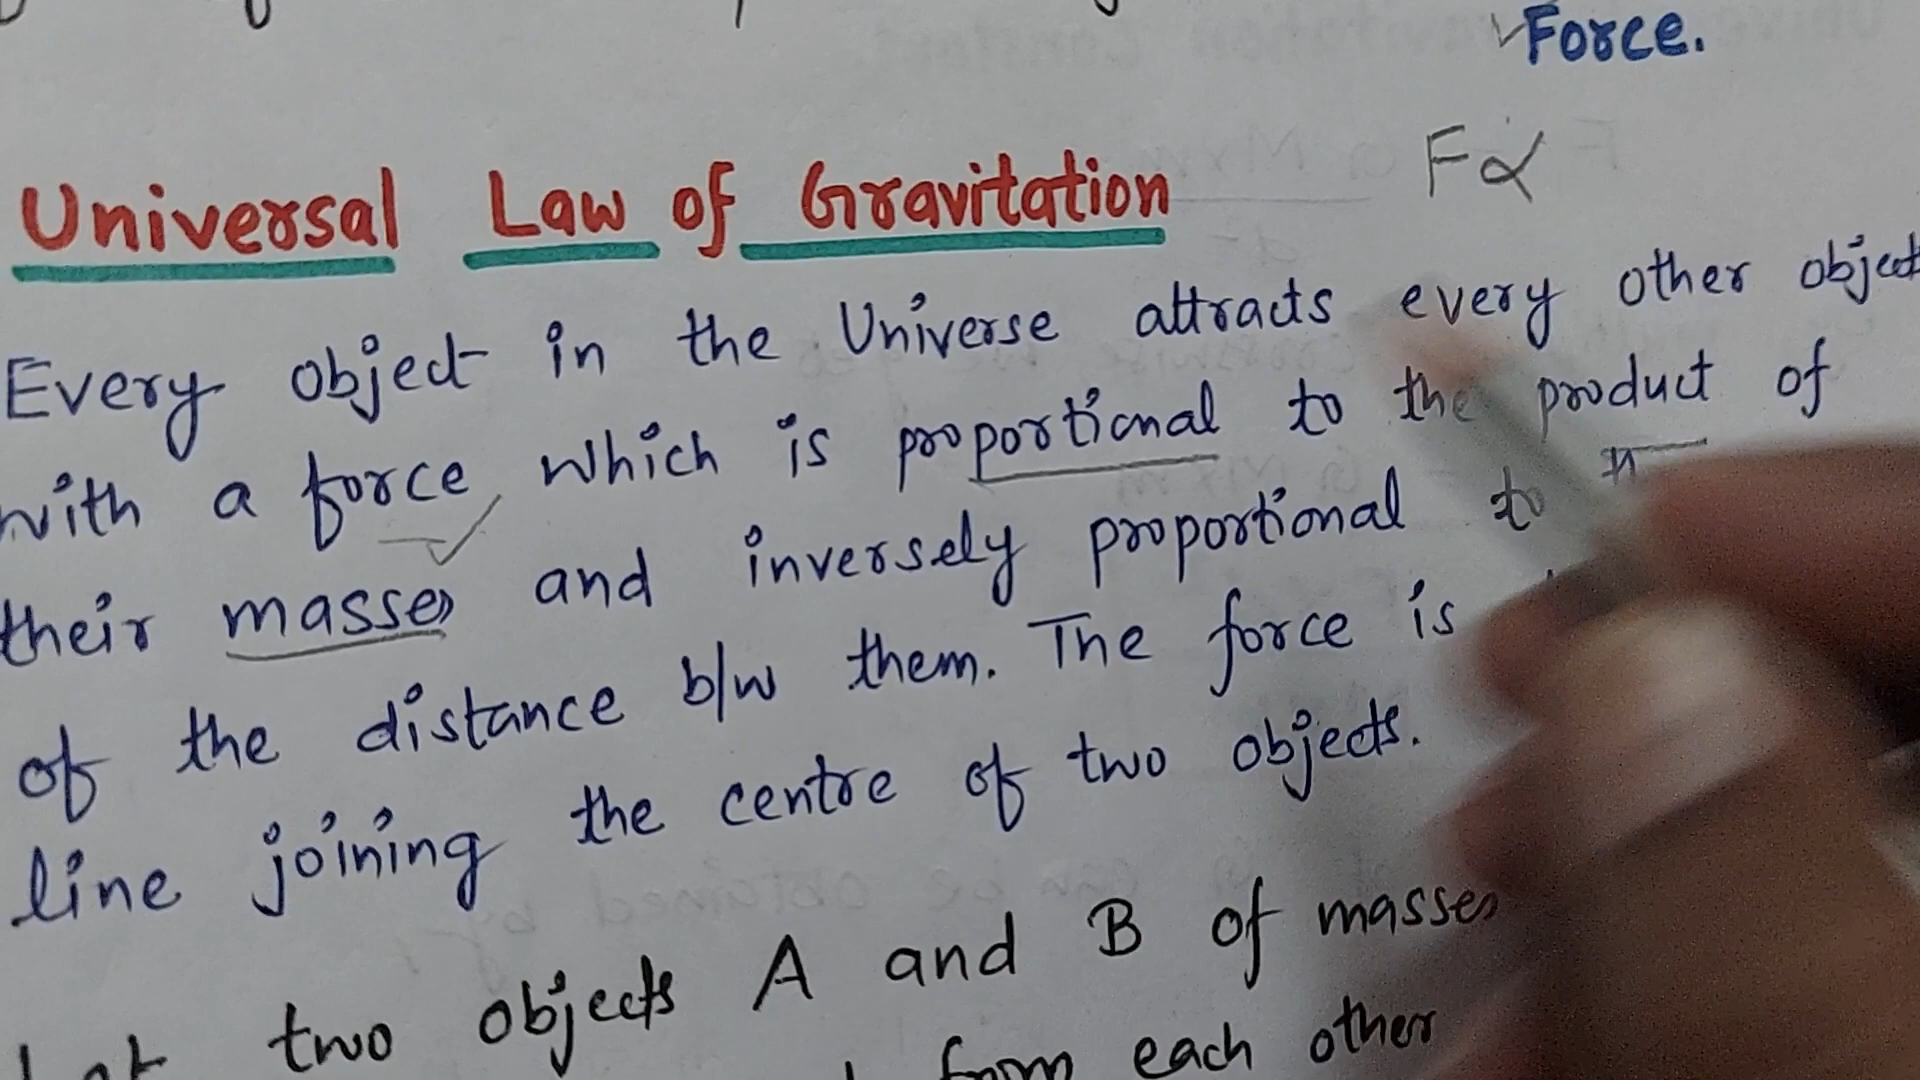 Force.
F∝
Universal Law of Gravitation
Every object in the Universe attracts every other object
with a force which is proportional to the product of
their masses and inversely proportional to
of the distance b/w them. The force is
line joining the centre of two objects.
two objects A and B of masses
from each other